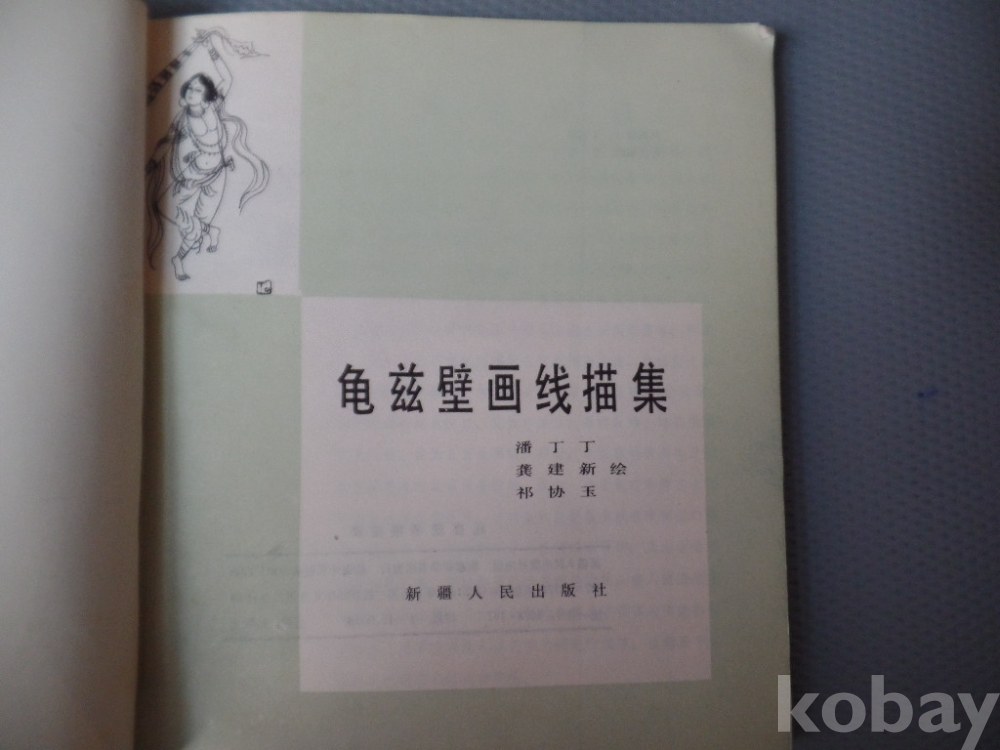 龟兹壁画线描集
潘丁丁
龚建新绘
祁协玉
新疆人民出版社
kobay